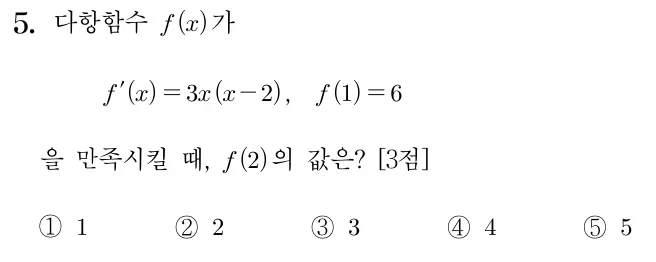 5. 다항함수 f(x)가
f′(x)=3x(x−2), f(1)=6
을 만족시킬 때, f(2)의 값은? [3점]
① 1 ② 2 ③ 3 ④ 4 ⑤ 5